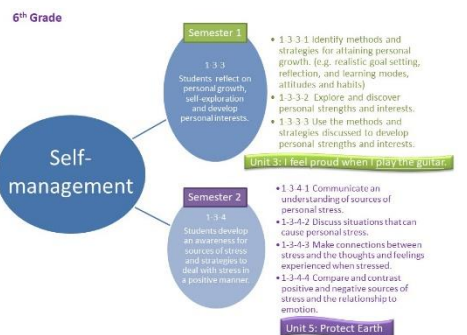 6th Grade
Self-
management
Semester 1
1-3-3
Students reflect on
personal growth,
self-exploration
and develop
personal interests.
• 1-3-3-1 Identify methods and
strategies for attaining personal
growth. (e.g. realistic goal setting,
reflection, and learning modes,
attitudes and habits)
• 1-3-3-2 Explore and discover
personal strengths and interests.
• 1-3-3-3 Use the methods and
strategies discussed to develop
personal strengths and interests.
Unit 3: I feel proud when I play the guitar.
Semester 2
1-3-4
Students develop
an awareness for
sources of stress
and strategies to
deal with stress in
a positive manner.
•1-3-4-1 Communicate an
understanding of sources of
personal stress.
•1-3-4-2 Discuss situations that can
cause personal stress.
•1-3-4-3 Make connections between
stress and the thoughts and feelings
experienced when stressed.
•1-3-4-4 Compare and contrast
positive and negative sources of
stress and the relationship to
emotion.
Unit 5: Protect Earth